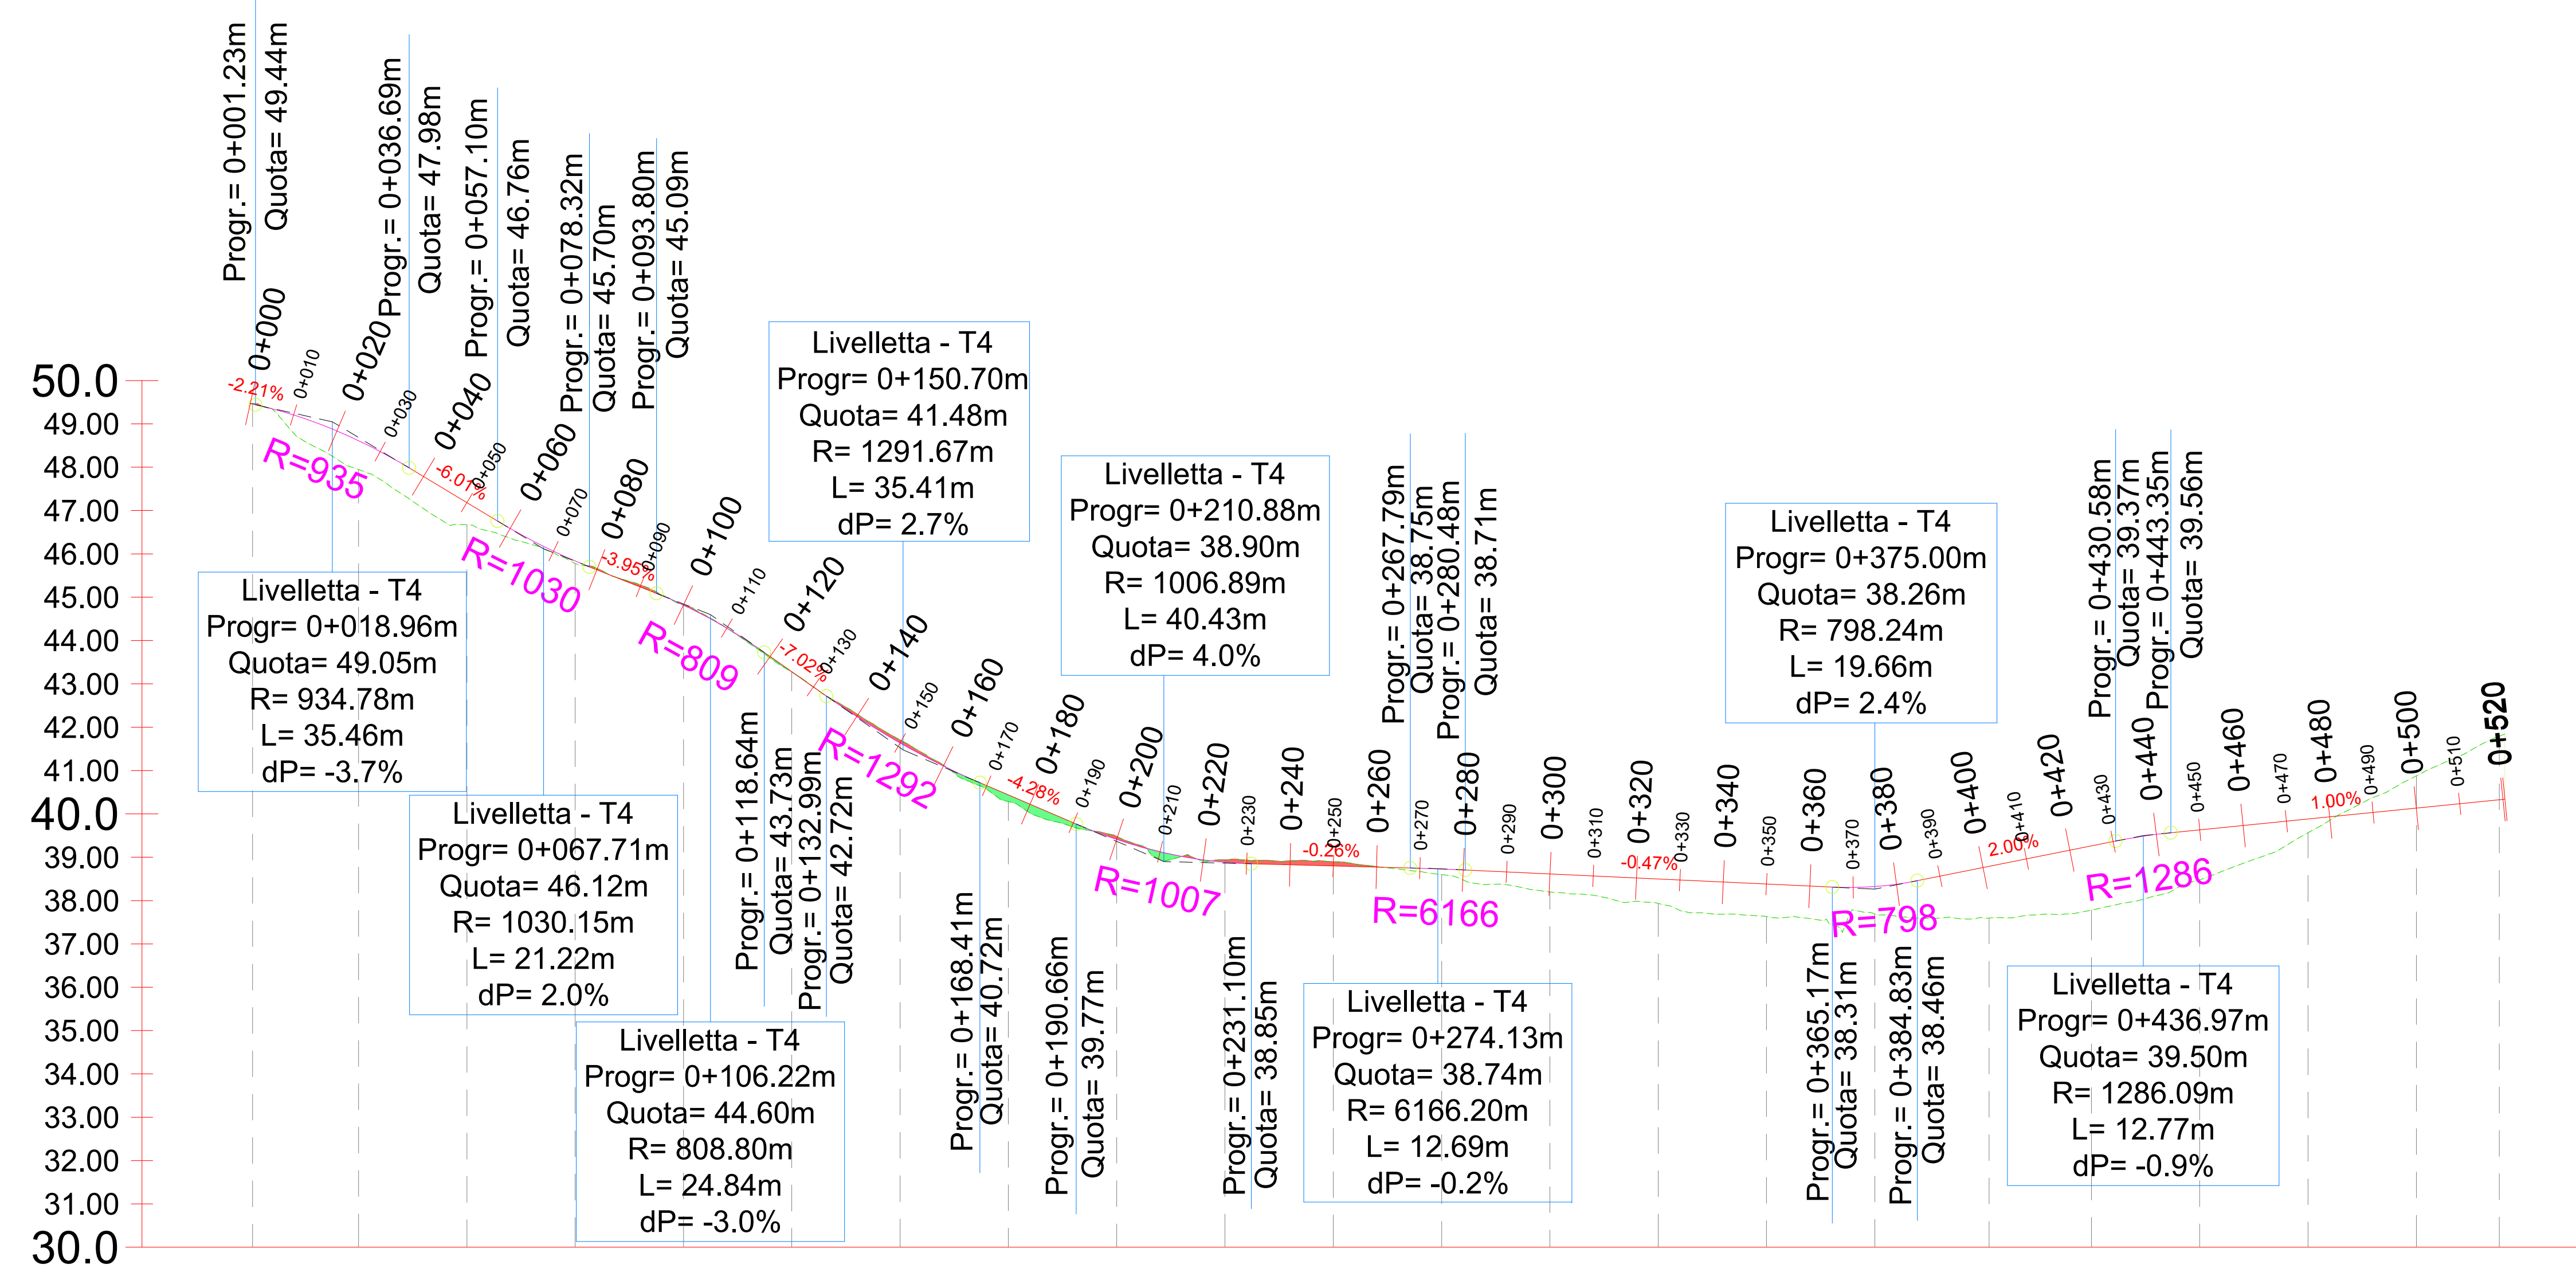 Progr.= 0+001.23m
Quota= 49.44m
Progr.= 0+036.69m
Quota= 47.98m
Progr.= 0+057.10m
Quota= 46.76m
Progr.= 0+078.32m
Quota= 45.70m
Progr.= 0+093.80m
Quota= 45.09m
50.0
49.00
48.00
47.00
46.00
45.00
44.00
43.00
42.00
41.00
40.0
39.00
38.00
37.00
36.00
35.00
34.00
33.00
32.00
31.00
30.0
0+000
0+010
0+020
0+030
0+040
0+050
0+060
0+070
0+080
0+090
0+100
0+110
0+120
0+130
0+140
0+150
0+160
0+170
0+180
0+190
0+200
0+210
0+220
0+230
0+240
0+250
0+260
0+270
0+280
0+290
0+300
0+310
0+320
0+330
0+340
0+350
0+360
0+370
0+380
0+390
0+400
0+410
0+420
0+430
0+440
0+450
0+460
0+470
0+480
0+490
0+500
0+510
0+520
-2.21%
-6.01%
-3.95%
-7.02%
-4.28%
-0.26%
-0.47%
2.00%
1.00%
R=935
R=1030
R=809
R=1292
R=1007
R=6166
R=798
R=1286
Livelletta - T4
Progr= 0+018.96m
Quota= 49.05m
R= 934.78m
L= 35.46m
dP= -3.7%
Livelletta - T4
Progr= 0+067.71m
Quota= 46.12m
R= 1030.15m
L= 21.22m
dP= 2.0%
Livelletta - T4
Progr= 0+106.22m
Quota= 44.60m
R= 808.80m
L= 24.84m
dP= -3.0%
Livelletta - T4
Progr= 0+150.70m
Quota= 41.48m
R= 1291.67m
L= 35.41m
dP= 2.7%
Livelletta - T4
Progr= 0+210.88m
Quota= 38.90m
R= 1006.89m
L= 40.43m
dP= 4.0%
Livelletta - T4
Progr= 0+274.13m
Quota= 38.74m
R= 6166.20m
L= 12.69m
dP= -0.2%
Livelletta - T4
Progr= 0+375.00m
Quota= 38.26m
R= 798.24m
L= 19.66m
dP= 2.4%
Livelletta - T4
Progr= 0+436.97m
Quota= 39.50m
R= 1286.09m
L= 12.77m
dP= -0.9%
Progr.= 0+118.64m
Quota= 43.73m
Progr.= 0+132.99m
Quota= 42.72m
Progr.= 0+168.41m
Quota= 40.72m
Progr.= 0+190.66m
Quota= 39.77m
Progr.= 0+231.10m
Quota= 38.85m
Progr.= 0+267.79m
Quota= 38.75m
Progr.= 0+280.48m
Quota= 38.71m
Progr.= 0+365.17m
Quota= 38.31m
Progr.= 0+384.83m
Quota= 38.46m
Progr.= 0+430.58m
Quota= 39.37m
Progr.= 0+443.35m
Quota= 39.56m